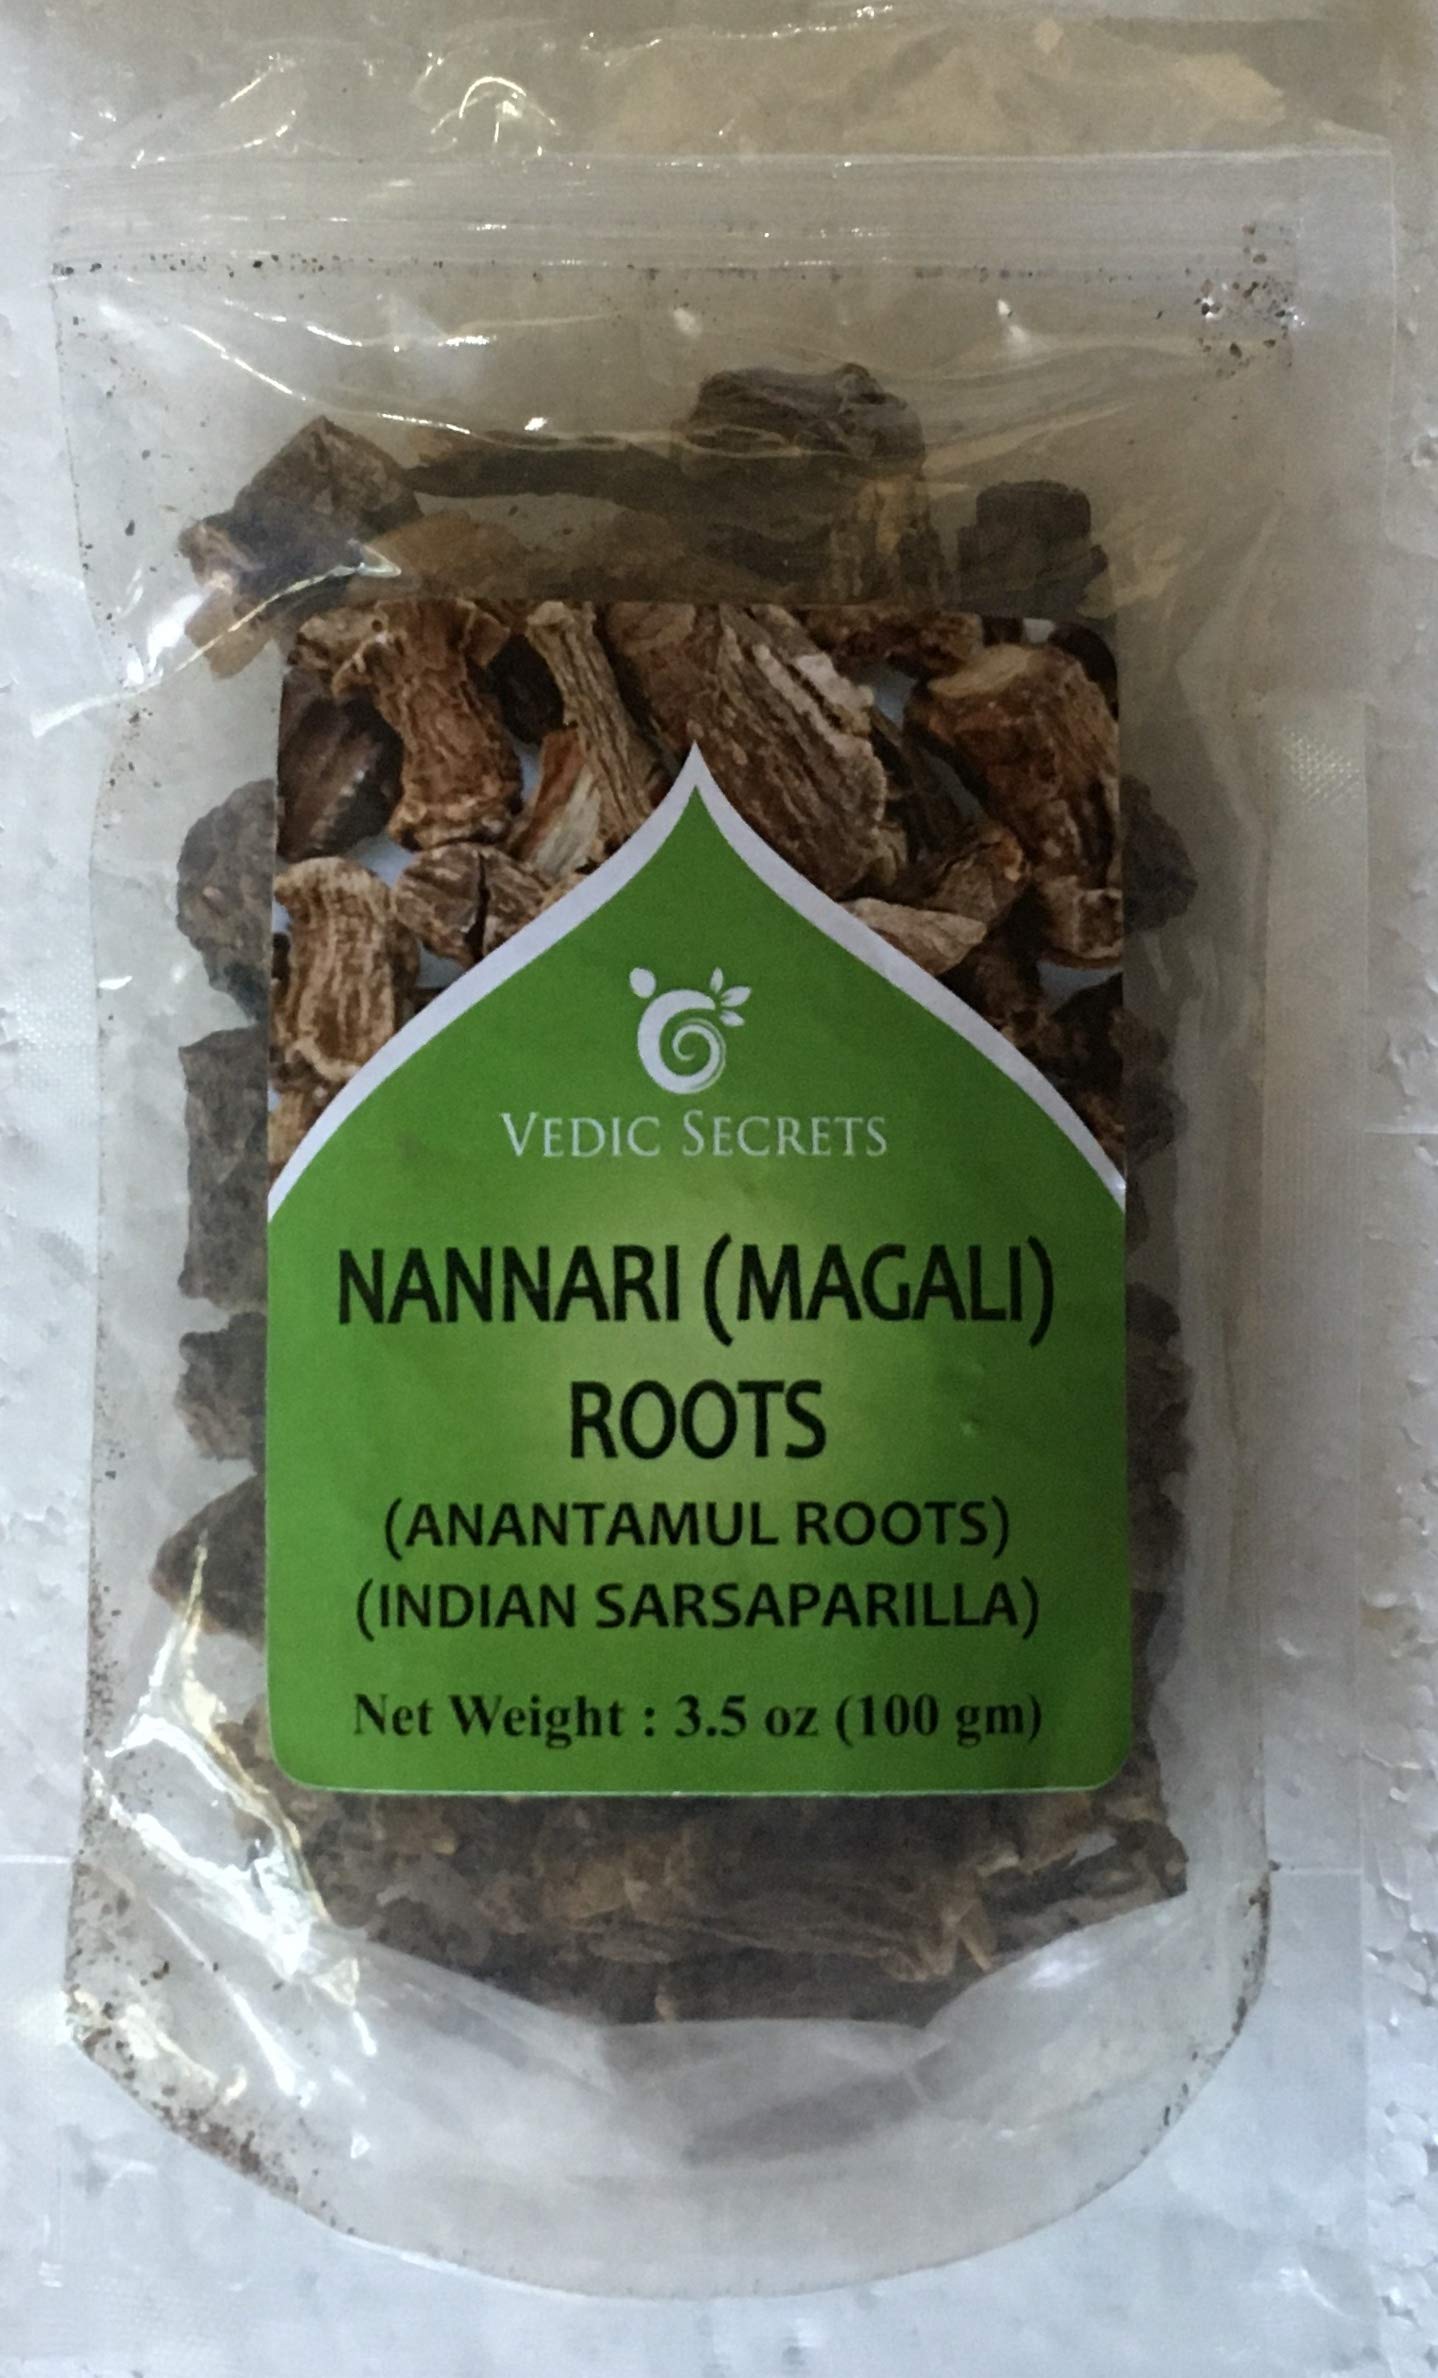 VEDIC SECRETS
NANNARI (MAGALI)
ROOTS
(ANANTAMUL ROOTS)
(INDIAN SARSAPARILLA)
Net Weight : 3.5 oz (100 gm)